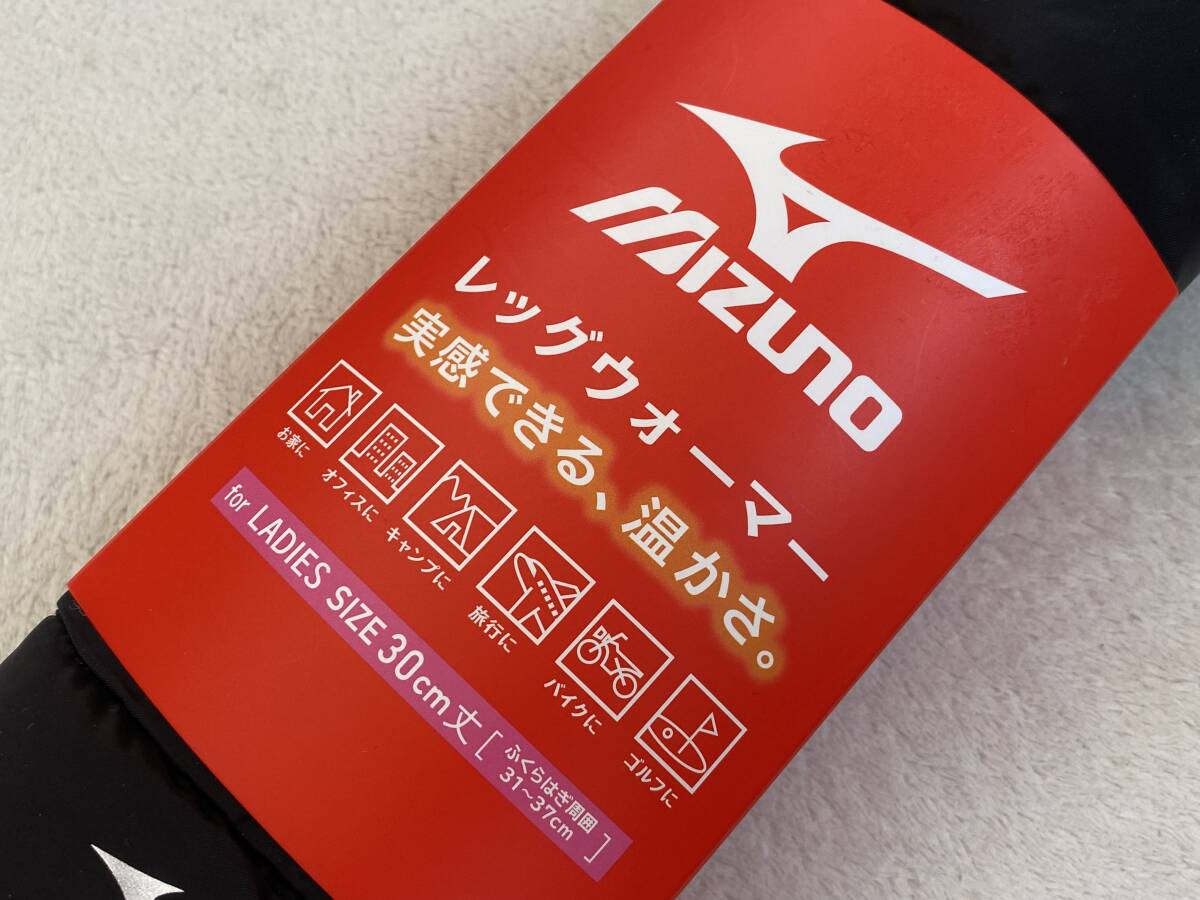 MIZUNO
レッグウォーマー
実感できる、温かさ。
お家に
オフィスに
キャンプに
旅行に
バイクに
ゴルフに
for LADIES SIZE 30cm丈 [ふくらはぎ周囲
31～37cm]